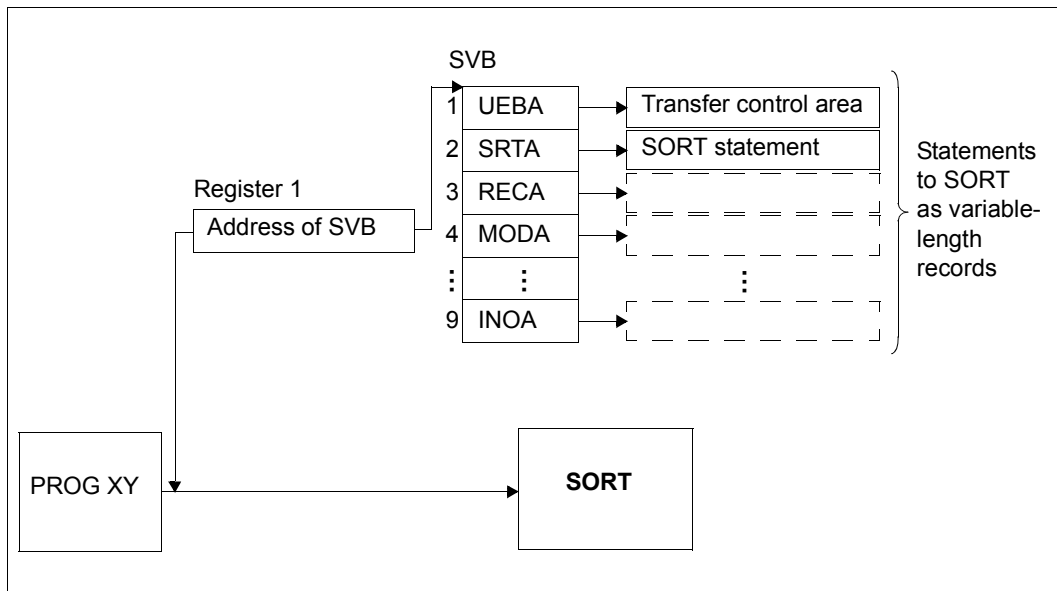 SVB
1 UEBA Transfer control area
2 SRTA SORT statement
Register 1
3 RECA
Address of SVB
4 MODA
⋮ ⋮ ⋮
9 INOA
Statements
to SORT
as variable-
length
records
PROG XY
SORT